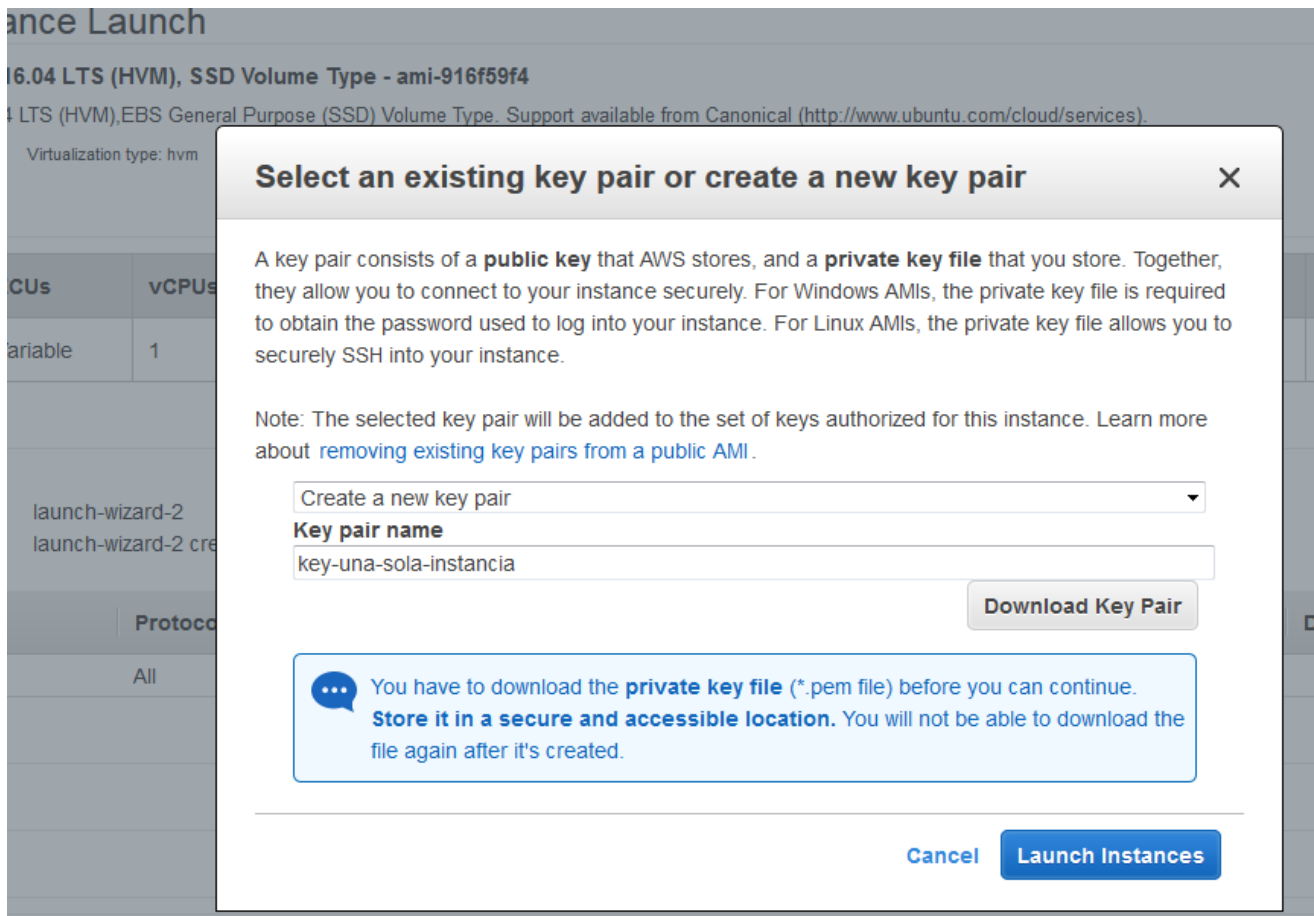 ance Launch
16.04 LTS (HVM), SSD Volume Type - ami-916f59f4
4 LTS (HVM),EBS General Purpose (SSD) Volume Type. Support available from Canonical (http://www.ubuntu.com/cloud/services).
Virtualization type: hvm
Select an existing key pair or create a new key pair
A key pair consists of a public key that AWS stores, and a private key file that you store. Together,
they allow you to connect to your instance securely. For Windows AMIs, the private key file is required
to obtain the password used to log into your instance. For Linux AMIs, the private key file allows you to
securely SSH into your instance.
Note: The selected key pair will be added to the set of keys authorized for this instance. Learn more
about removing existing key pairs from a public AMI.
Create a new key pair
Key pair name
key-una-sola-instancia
Download Key Pair
You have to download the private key file (*.pem file) before you can continue.
Store it in a secure and accessible location. You will not be able to download the
file again after it's created.
Cancel Launch Instances
CUs vCPUs
ariable 1
launch-wizard-2
launch-wizard-2 cre
Protoco
All